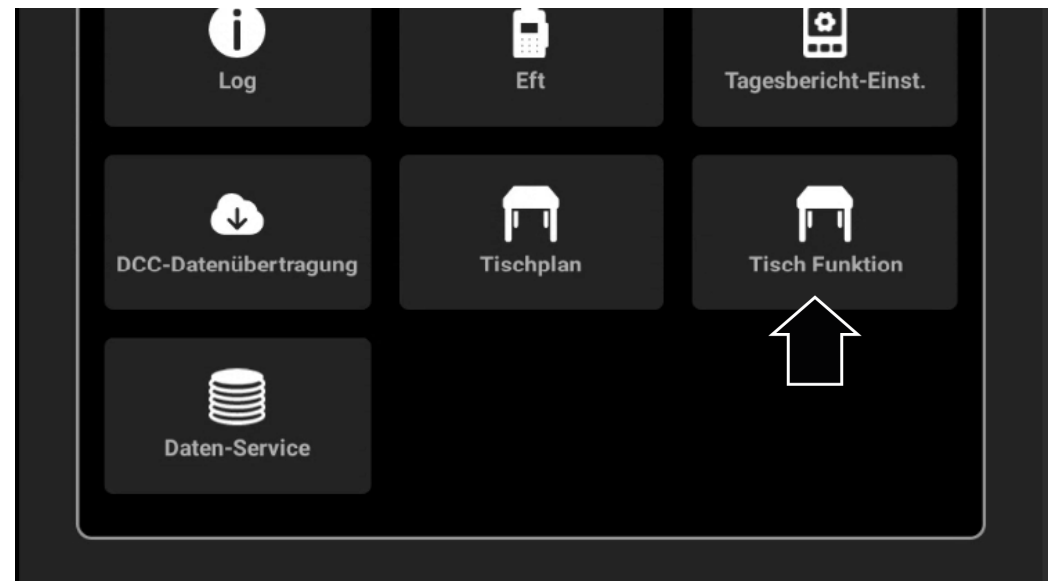 Log
Eft
Tagesbericht-Einst.
DCC-Datenübertragung
Tischplan
Tisch Funktion
Daten-Service